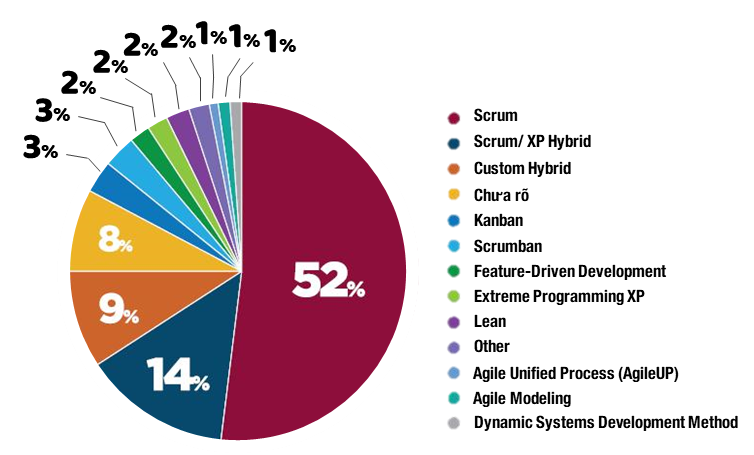 2% 2% 1% 1% 1%
2%
2%
3%
3%
8%
9%
14%
52%
Scrum
Scrum/ XP Hybrid
Custom Hybrid
Chưa rõ
Kanban
Scrumban
Feature-Driven Development
Extreme Programming XP
Lean
Other
Agile Unified Process (AgileUP)
Agile Modeling
Dynamic Systems Development Method